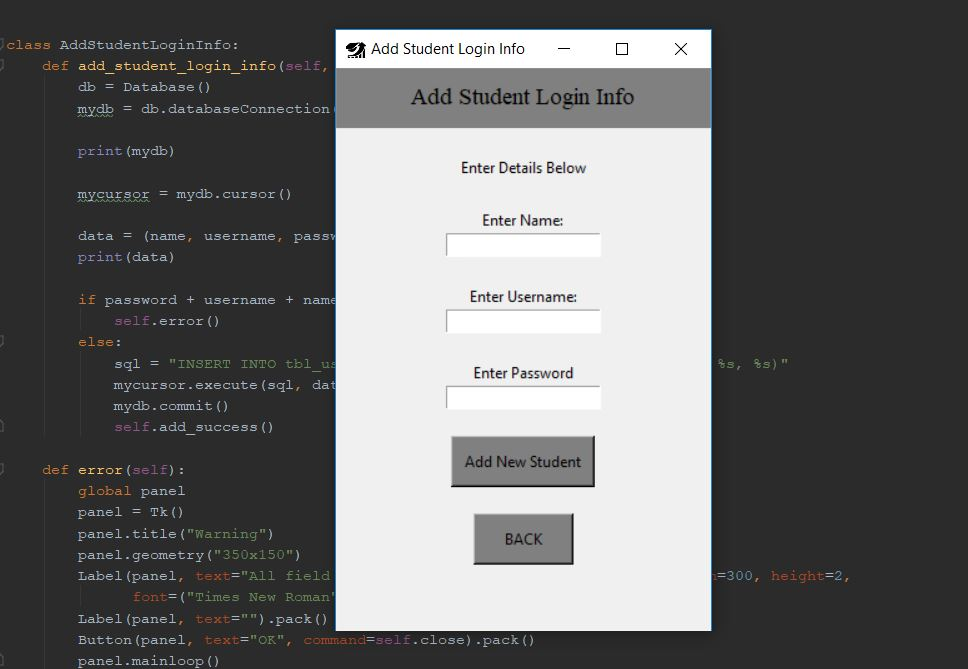 class AddStudentLoginInfo:
def add_student_login_info(self,
db = Database()
mydb = db.databaseConnection(
print(mydb)
mycursor = mydb.cursor()
data = (name, username, passw
print(data)
if password + username + name
self.error()
else:
sql = "INSERT INTO tbl_us %s, %s)"
mycursor.execute(sql, dat
mydb.commit()
self.add_success()
def error(self):
global panel
panel = Tk()
panel.title("Warning")
panel.geometry("350x150")
Label(panel, text="All field =300, height=2,
font=("Times New Roman"
Label(panel, text="").pack()
Button(panel, text="OK", command=self.close).pack()
panel.mainloop()
Add Student Login Info
Add Student Login Info
Enter Details Below
Enter Name:
Enter Username:
Enter Password
Add New Student
BACK